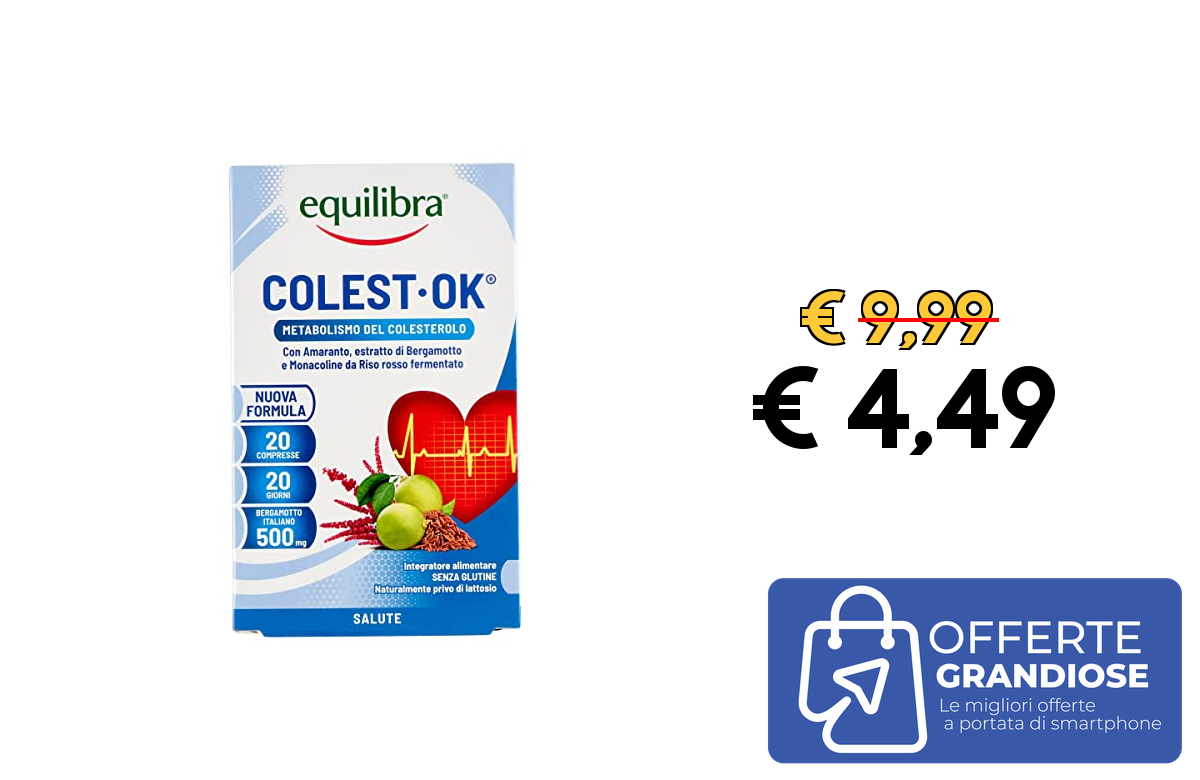 equilibra®
COLEST·OK®
METABOLISMO DEL COLESTEROLO
Con Amaranto, estratto di Bergamotto
e Monacoline da Riso rosso fermentato
NUOVA
FORMULA
20
COMPRESSE
20
GIORNI
BERGAMOTTO
ITALIANO
500 mg
Integratore alimentare
SENZA GLUTINE
Naturalmente privo di lattosio
SALUTE
€ 9,99
€ 4,49
OFFERTE
GRANDIOSE
Le migliori offerte
a portata di smartphone